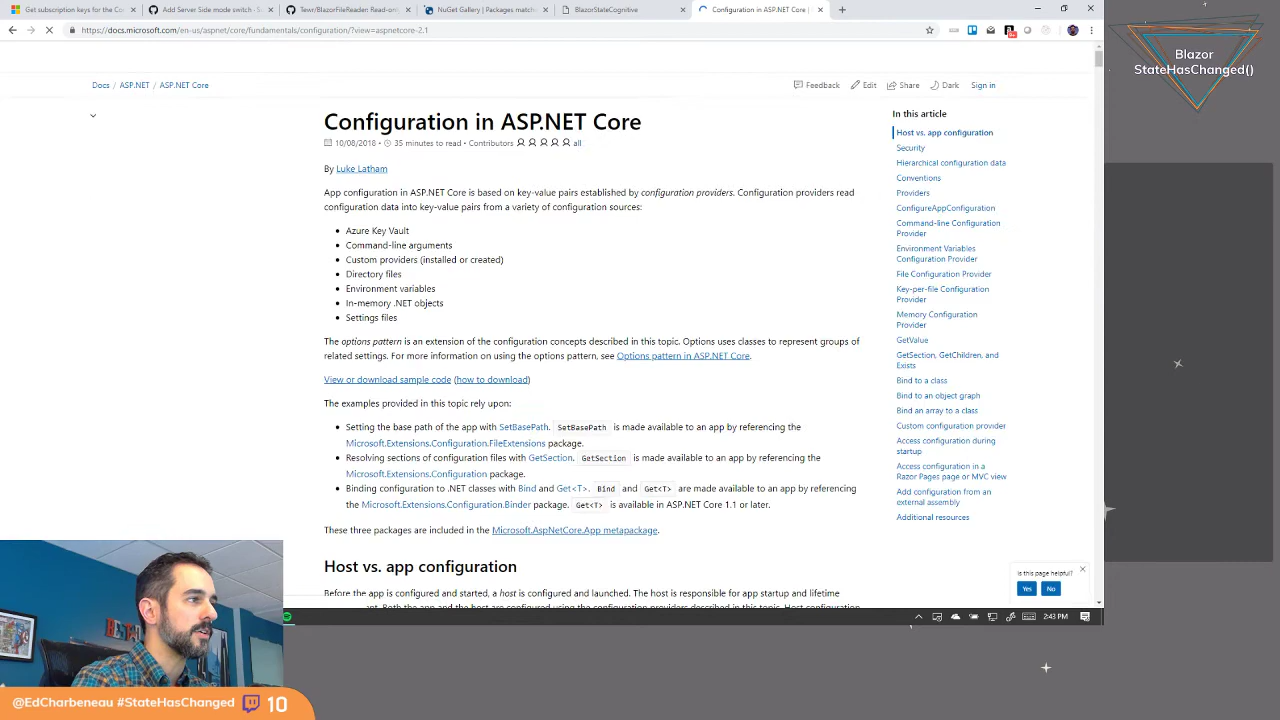 Get subscription keys for the Co
Add Server Side mode switch · S
Tewr/BlazorFileReader: Read-on
NuGet Gallery | Packages match
BlazorStateCognitive
Configuration in ASP.NET Core |
https://docs.microsoft.com/en-us/aspnet/core/fundamentals/configuration/?view=aspnetcore-2.1
Blazor
StateHasChanged()
Docs / ASP.NET / ASP.NET Core
Feedback Edit Share Dark Sign in
Configuration in ASP.NET Core
10/08/2018 • 35 minutes to read • Contributors all
By Luke Latham
App configuration in ASP.NET Core is based on key-value pairs established by configuration providers. Configuration providers read
configuration data into key-value pairs from a variety of configuration sources:
• Azure Key Vault
• Command-line arguments
• Custom providers (installed or created)
• Directory files
• Environment variables
• In-memory .NET objects
• Settings files
The options pattern is an extension of the configuration concepts described in this topic. Options uses classes to represent groups of
related settings. For more information on using the options pattern, see Options pattern in ASP.NET Core.
View or download sample code (how to download)
The examples provided in this topic rely upon:
• Setting the base path of the app with SetBasePath. SetBasePath is made available to an app by referencing the
Microsoft.Extensions.Configuration.FileExtensions package.
• Resolving sections of configuration files with GetSection. GetSection is made available to an app by referencing the
Microsoft.Extensions.Configuration package.
• Binding configuration to .NET classes with Bind and Get<T>. Bind and Get<T> are made available to an app by referencing
the Microsoft.Extensions.Configuration.Binder package. Get<T> is available in ASP.NET Core 1.1 or later.
These three packages are included in the Microsoft.AspNetCore.App metapackage.
Host vs. app configuration
Before the app is configured and started, a host is configured and launched. The host is responsible for app startup and lifetime
In this article
Host vs. app configuration
Security
Hierarchical configuration data
Conventions
Providers
ConfigureAppConfiguration
Command-line Configuration
Provider
Environment Variables
Configuration Provider
File Configuration Provider
Key-per-file Configuration
Provider
Memory Configuration
Provider
GetValue
GetSection, GetChildren, and
Exists
Bind to a class
Bind to an object graph
Bind an array to a class
Custom configuration provider
Access configuration during
startup
Access configuration in a
Razor Pages page or MVC view
Add configuration from an
external assembly
Additional resources
Is this page helpful?
Yes No
2:43 PM
@EdCharbeneau #StateHasChanged 10